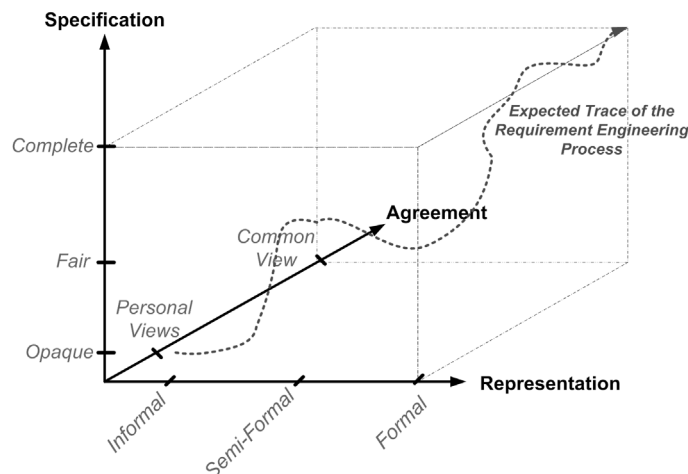 Specification
Complete
Expected Trace of the
Requirement Engineering
Process
Agreement
Common
View
Fair
Personal
Views
Opaque
Representation
Informal
Semi-Formal
Formal